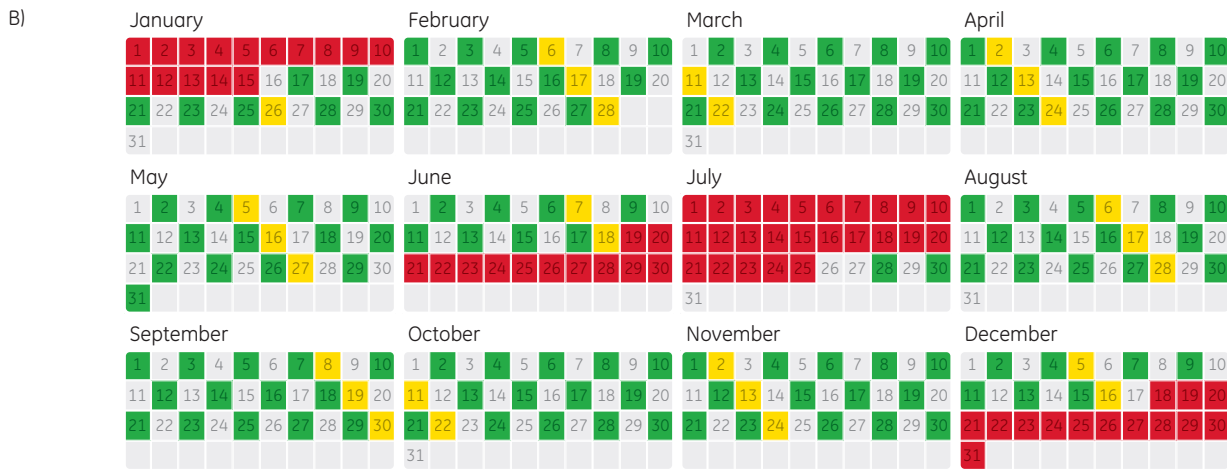 B)
January February March April
1 2 3 4 5 6 7 8 9 10 1 2 3 4 5 6 7 8 9 10 1 2 3 4 5 6 7 8 9 10 1 2 3 4 5 6 7 8 9 10
11 12 13 14 15 16 17 18 19 20 11 12 13 14 15 16 17 18 19 20 11 12 13 14 15 16 17 18 19 20 11 12 13 14 15 16 17 18 19 20
21 22 23 24 25 26 27 28 29 30 21 22 23 24 25 26 27 28 21 22 23 24 25 26 27 28 29 30 21 22 23 24 25 26 27 28 29 30
31 31
May June July August
1 2 3 4 5 6 7 8 9 10 1 2 3 4 5 6 7 8 9 10 1 2 3 4 5 6 7 8 9 10 1 2 3 4 5 6 7 8 9 10
11 12 13 14 15 16 17 18 19 20 11 12 13 14 15 16 17 18 19 20 11 12 13 14 15 16 17 18 19 20 11 12 13 14 15 16 17 18 19 20
21 22 23 24 25 26 27 28 29 30 21 22 23 24 25 26 27 28 29 30 21 22 23 24 25 26 27 28 29 30 21 22 23 24 25 26 27 28 29 30
31 31 31
September October November December
1 2 3 4 5 6 7 8 9 10 1 2 3 4 5 6 7 8 9 10 1 2 3 4 5 6 7 8 9 10 1 2 3 4 5 6 7 8 9 10
11 12 13 14 15 16 17 18 19 20 11 12 13 14 15 16 17 18 19 20 11 12 13 14 15 16 17 18 19 20 11 12 13 14 15 16 17 18 19 20
21 22 23 24 25 26 27 28 29 30 21 22 23 24 25 26 27 28 29 30 21 22 23 24 25 26 27 28 29 30 21 22 23 24 25 26 27 28 29 30
31 31